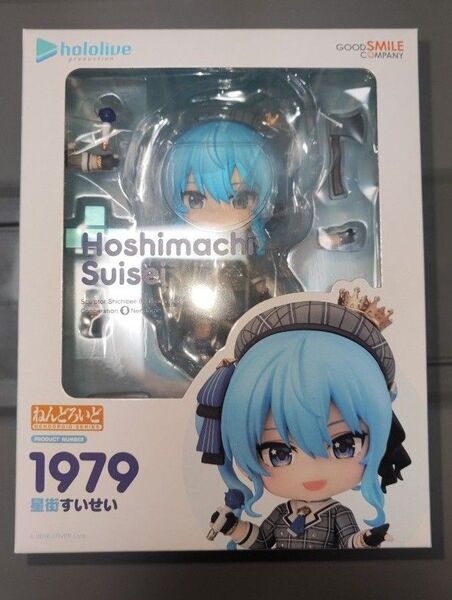 hololive
production
GOOD SMILE
COMPANY
Hoshimachi
Suisei
ねんどろいど
NENDOROID SERIES
PRODUCT NUMBER
1979
星街すいせい